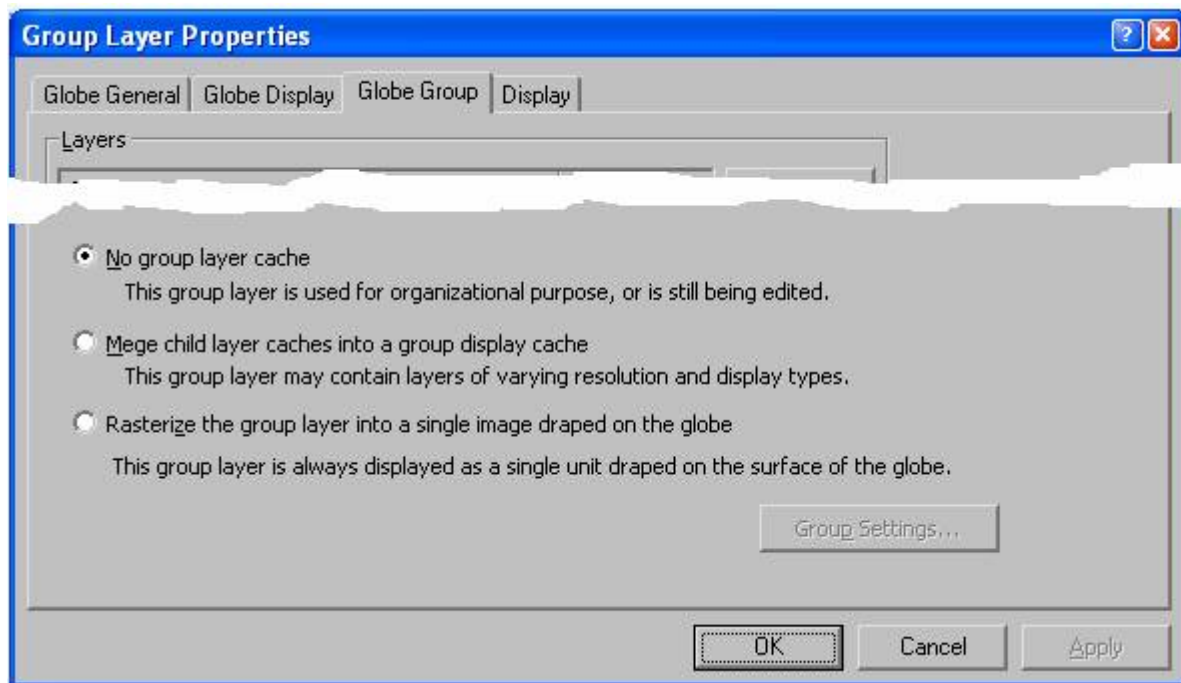 Group Layer Properties
Globe General Globe Display Globe Group Display
Layers
No group layer cache
This group layer is used for organizational purpose, or is still being edited.
Mege child layer caches into a group display cache
This group layer may contain layers of varying resolution and display types.
Rasterize the group layer into a single image draped on the globe
This group layer is always displayed as a single unit draped on the surface of the globe.
Group Settings...
OK Cancel Apply